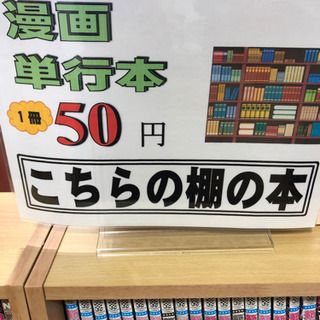 漫画
単行本
1冊 50円
こちらの棚の本